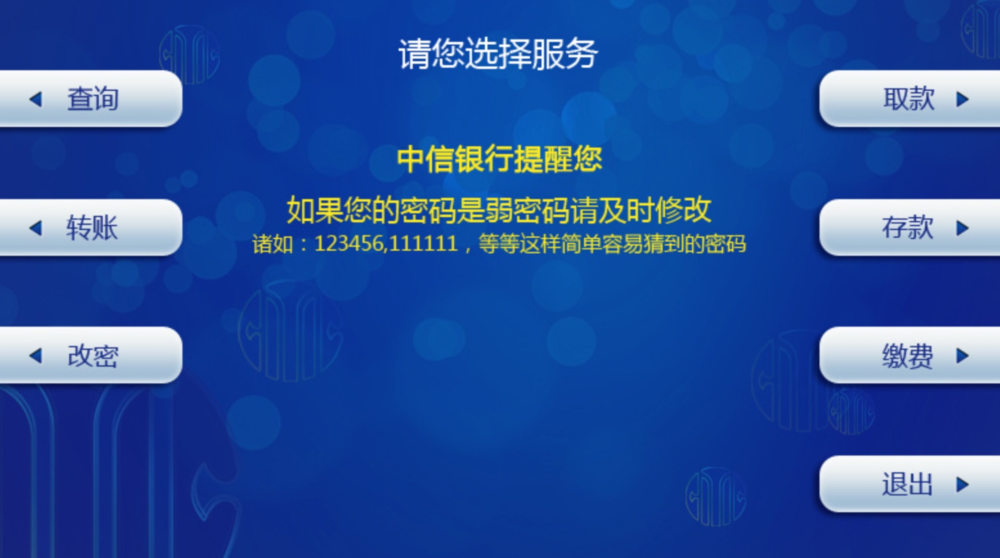 请您选择服务
查询
取款
中信银行提醒您
如果您的密码是弱密码请及时修改
转账
存款
诸如：123456,111111，等等这样简单容易猜到的密码
改密
缴费
退出